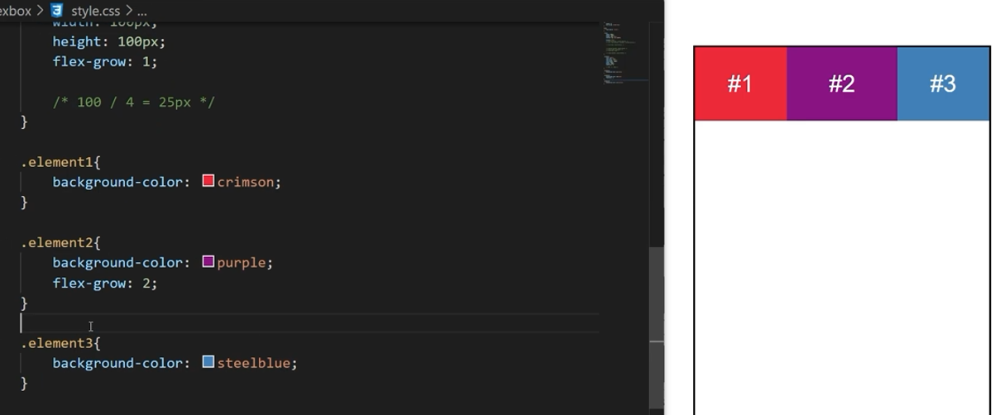 exbox > style.css > ...
width: 100px;
height: 100px;
flex-grow: 1;
/* 100 / 4 = 25px */
}
.element1{
background-color: crimson;
}
.element2{
background-color: purple;
flex-grow: 2;
}
.element3{
background-color: steelblue;
}
#1 #2 #3